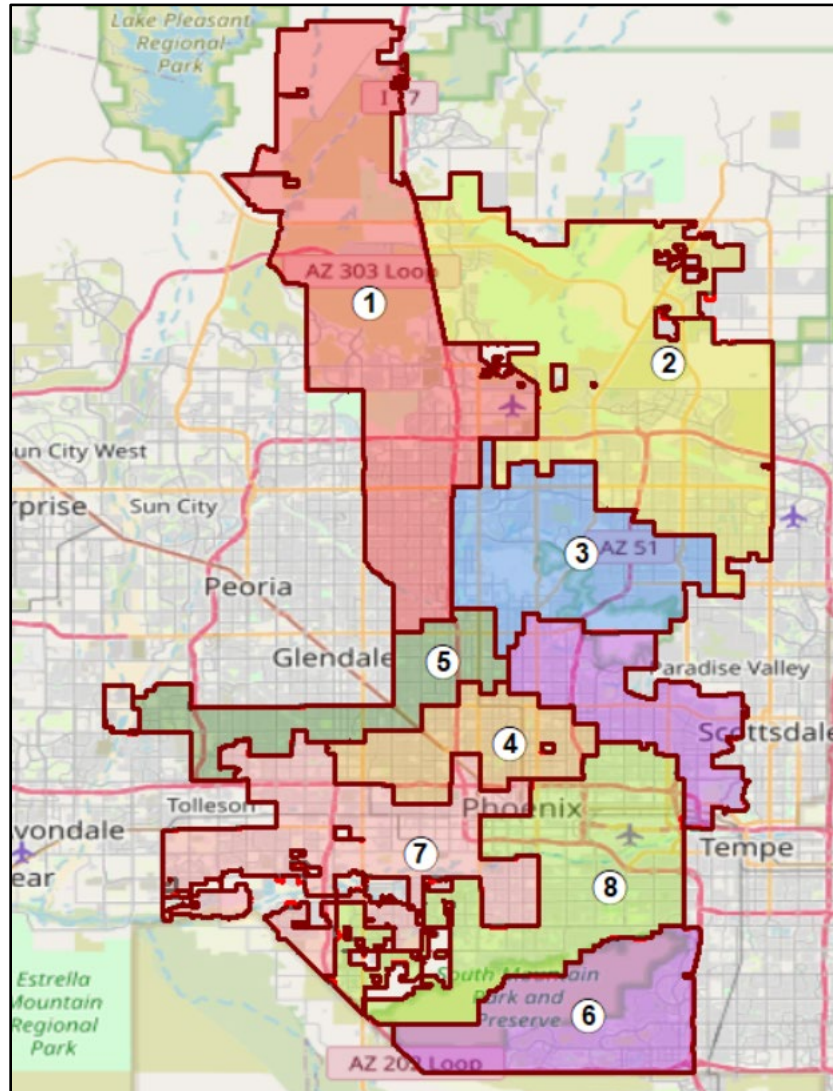 Lake Pleasant
Regional
Park
AZ 303 Loop
1
2
un City West
rprise
Sun City
3
AZ 51
Peoria
Glendale
5
Paradise Valley
4
Scottsdale
Tolleson
Phoenix
vondale
7
Tempe
ear
8
Estrella
Mountain
Regional
Park
South Mountain
Park and
Preserve
6
AZ 202 Loop